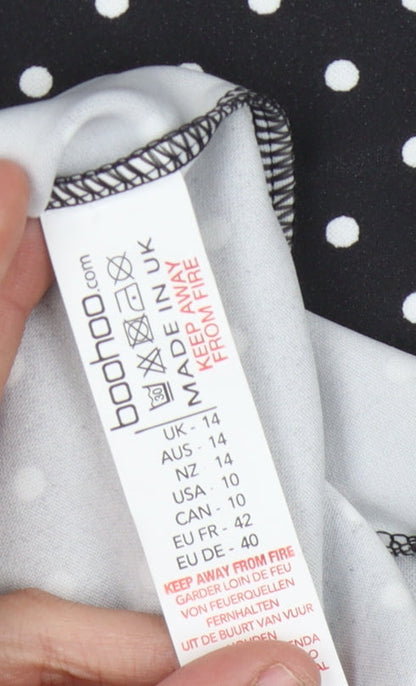 boohoo.com
30
MADE IN UK
KEEP AWAY
FROM FIRE
UK - 14
AUS - 14
NZ - 14
USA - 10
CAN - 10
EU FR - 42
EU DE - 40
KEEP AWAY FROM FIRE
GARDER LOIN DE FEU
VON FEUERQUELLEN
FERNHALTEN
UIT DE BUURT VAN VUUR
HOUDEN